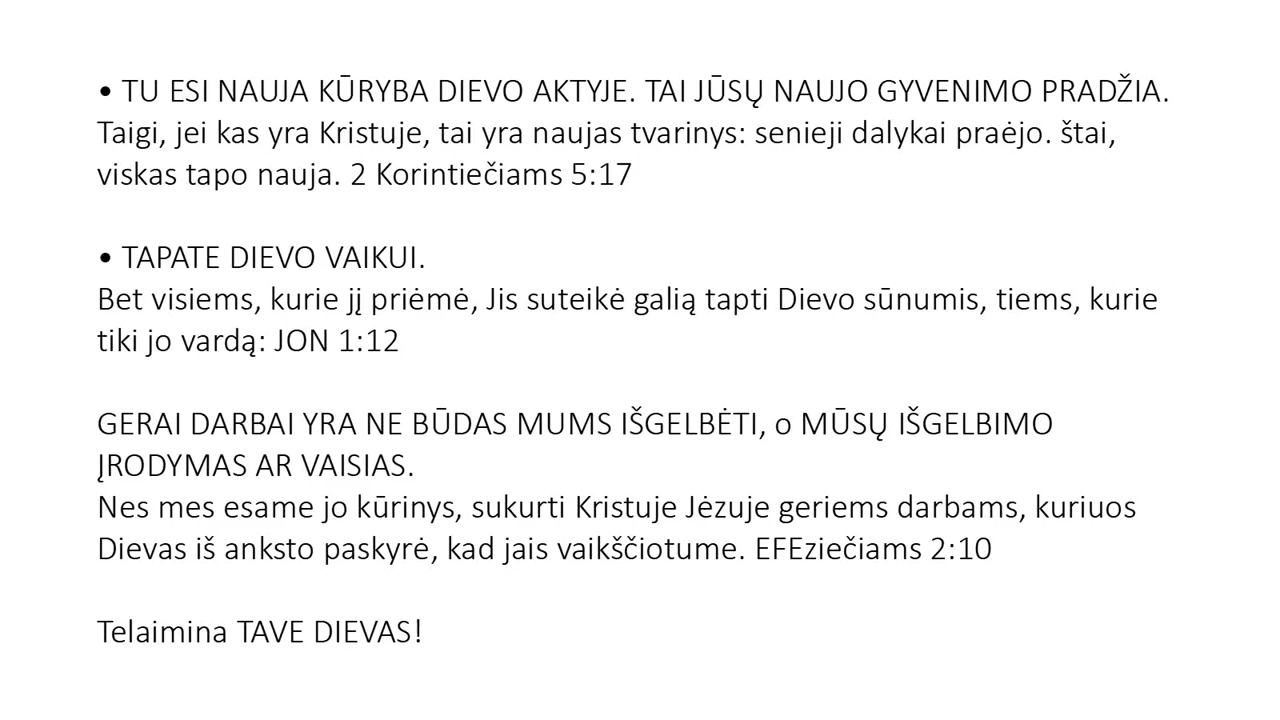 • TU ESI NAUJA KŪRYBA DIEVO AKTYJE. TAI JŪSŲ NAUJO GYVENIMO PRADŽIA.
Taigi, jei kas yra Kristuje, tai yra naujas tvarinys: senieji dalykai praėjo. štai,
viskas tapo nauja. 2 Korintiečiams 5:17
• TAPATE DIEVO VAIKUI.
Bet visiems, kurie jį priėmė, Jis suteikė galią tapti Dievo sūnumis, tiems, kurie
tiki jo vardą: JON 1:12
GERAI DARBAI YRA NE BŪDAS MUMS IŠGELBĖTI, o MŪSŲ IŠGELBIMO
ĮRODYMAS AR VAISIAS.
Nes mes esame jo kūrinys, sukurti Kristuje Jėzuje geriems darbams, kuriuos
Dievas iš anksto paskyrė, kad jais vaikščiotume. EFEziečiams 2:10
Telaimina TAVE DIEVAS!